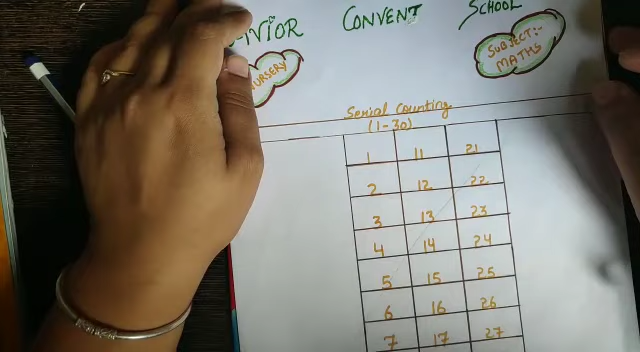 CONVENT SCHOOL
NURSERY
SUBJECT:-
MATHS
Serial Counting
(1-30)
1 11 21
2 12 22
3 13 23
4 14 24
5 15 25
6 16 26
7 17 27